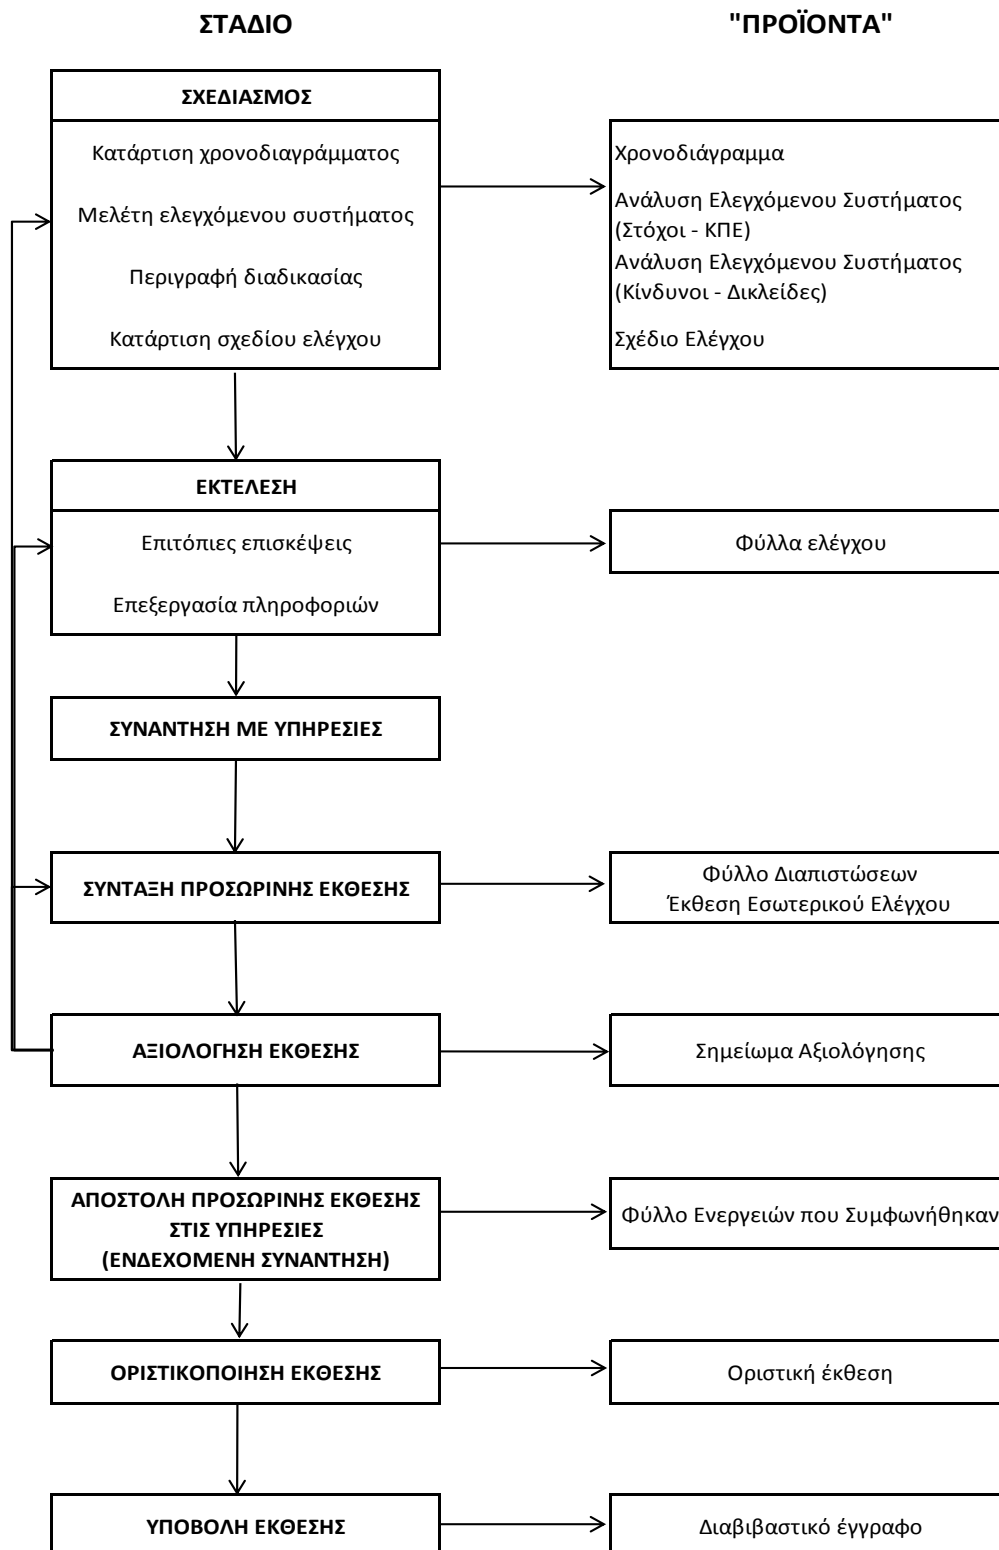 ΣΤΑΔΙΟ
"ΠΡΟΪΟΝΤΑ"
ΣΧΕΔΙΑΣΜΟΣ
Κατάρτιση χρονοδιαγράμματος
Μελέτη ελεγχόμενου συστήματος
Περιγραφή διαδικασίας
Κατάρτιση σχεδίου ελέγχου
Χρονοδιάγραμμα
Ανάλυση Ελεγχόμενου Συστήματος
(Στόχοι - ΚΠΕ)
Ανάλυση Ελεγχόμενου Συστήματος
(Κίνδυνοι - Δικλείδες)
Σχέδιο Ελέγχου
ΕΚΤΕΛΕΣΗ
Επιτόπιες επισκέψεις
Επεξεργασία πληροφοριών
Φύλλα ελέγχου
ΣΥΝΑΝΤΗΣΗ ΜΕ ΥΠΗΡΕΣΙΕΣ
ΣΥΝΤΑΞΗ ΠΡΟΣΩΡΙΝΗΣ ΕΚΘΕΣΗΣ
Φύλλο Διαπιστώσεων
Έκθεση Εσωτερικού Ελέγχου
ΑΞΙΟΛΟΓΗΣΗ ΕΚΘΕΣΗΣ
Σημείωμα Αξιολόγησης
ΑΠΟΣΤΟΛΗ ΠΡΟΣΩΡΙΝΗΣ ΕΚΘΕΣΗΣ
ΣΤΙΣ ΥΠΗΡΕΣΙΕΣ
(ΕΝΔΕΧΟΜΕΝΗ ΣΥΝΑΝΤΗΣΗ)
Φύλλο Ενεργειών που Συμφωνήθηκαν
ΟΡΙΣΤΙΚΟΠΟΙΗΣΗ ΕΚΘΕΣΗΣ
Οριστική έκθεση
ΥΠΟΒΟΛΗ ΕΚΘΕΣΗΣ
Διαβιβαστικό έγγραφο